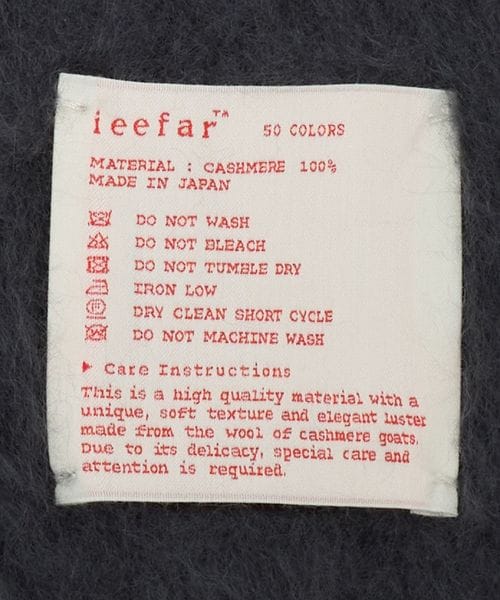 leefar™ 50 COLORS
MATERIAL : CASHMERE 100%
MADE IN JAPAN
DO NOT WASH
DO NOT BLEACH
DO NOT TUMBLE DRY
IRON LOW
DRY CLEAN SHORT CYCLE
DO NOT MACHINE WASH
▶ Care Instructions
This is a high quality material with a
unique, soft texture and elegant luster
made from the wool of cashmere goats.
Due to its delicacy, special care and
attention is required.